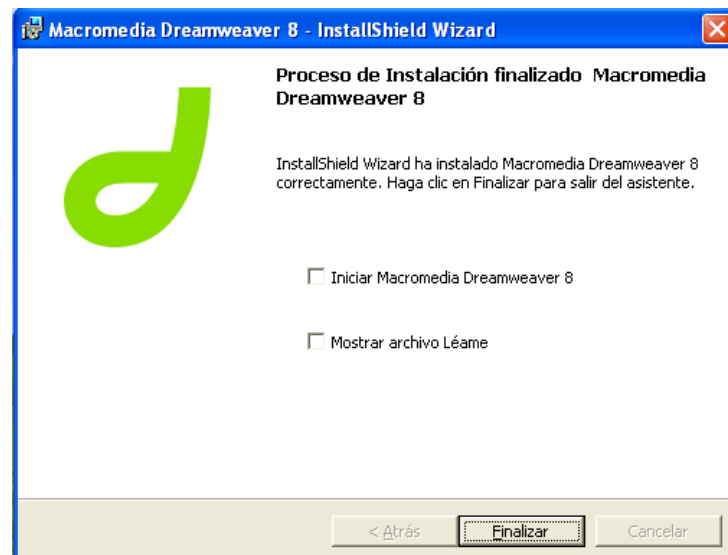 Macromedia Dreamweaver 8 - InstallShield Wizard
Proceso de Instalación finalizado  Macromedia
Dreamweaver 8
InstallShield Wizard ha instalado Macromedia Dreamweaver 8
correctamente. Haga clic en Finalizar para salir del asistente.
Iniciar Macromedia Dreamweaver 8
Mostrar archivo Léame
< Atrás
Finalizar
Cancelar